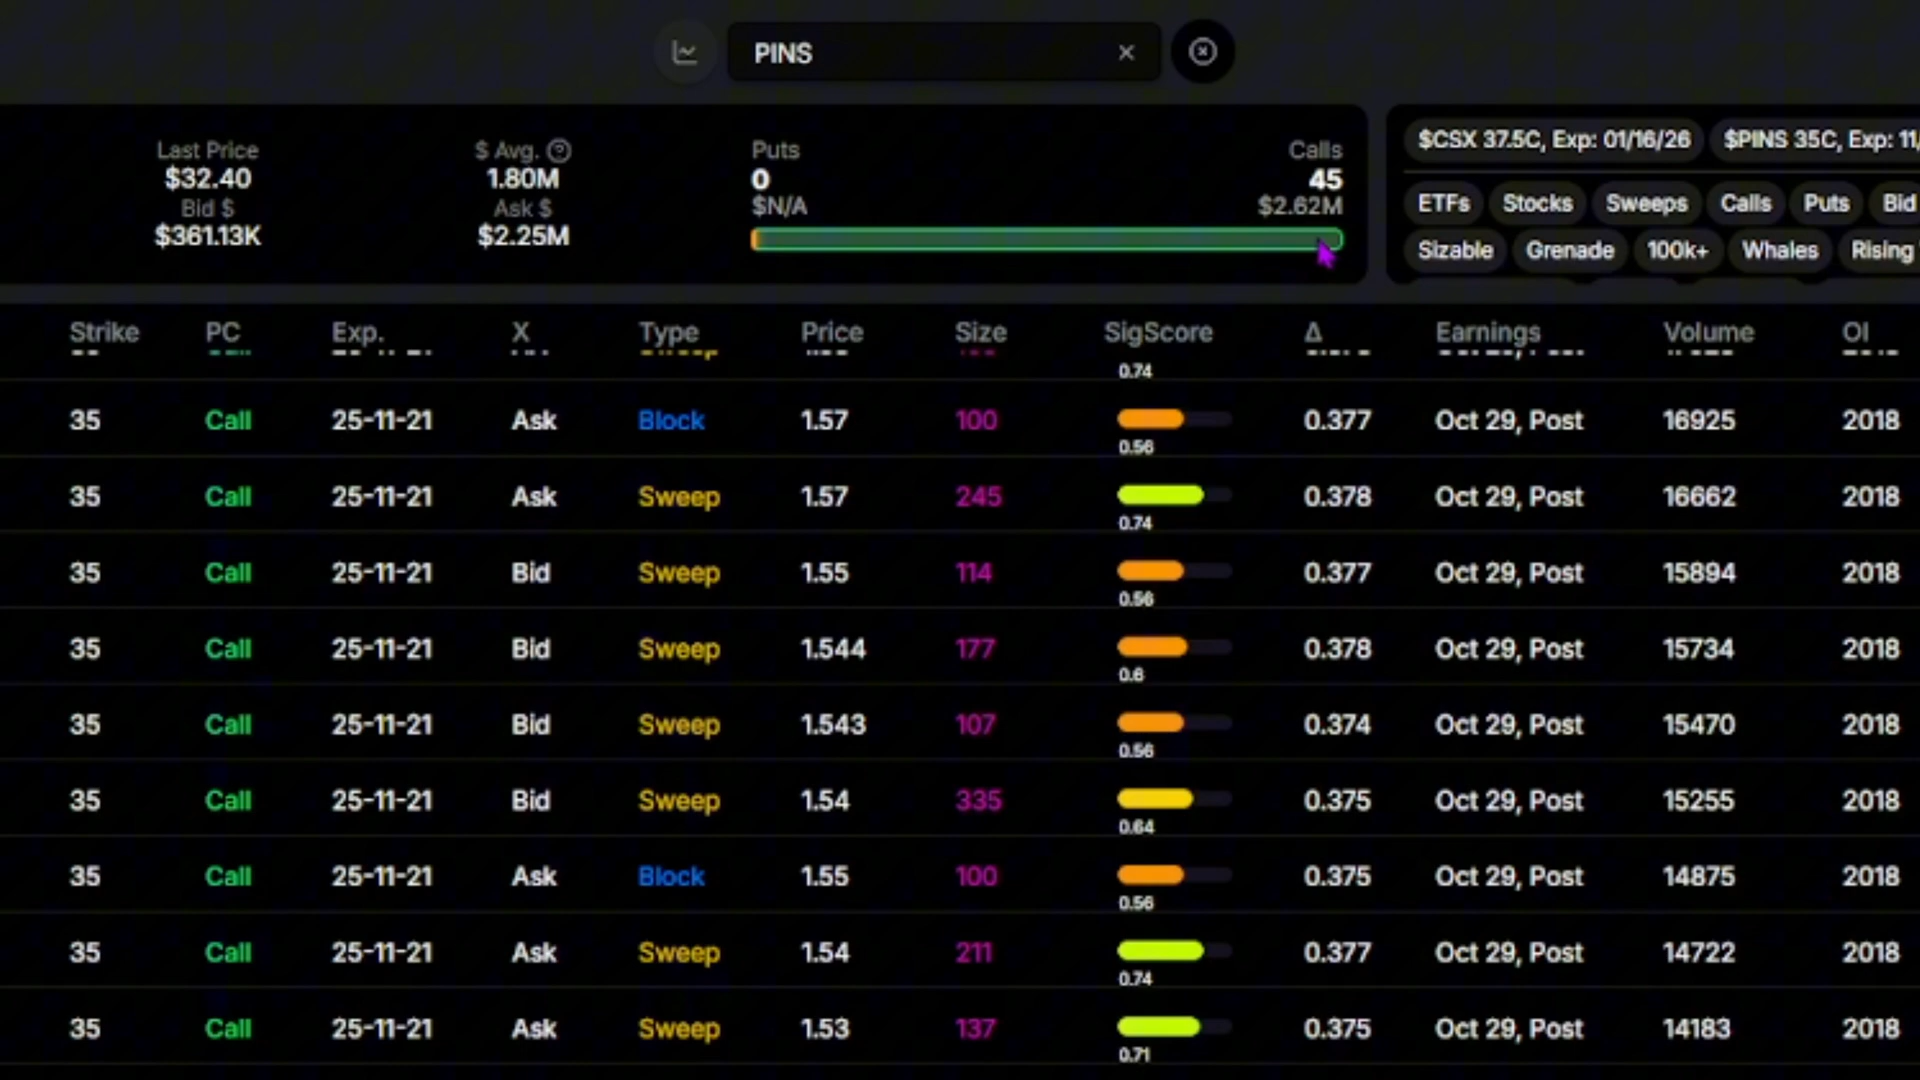 PINS
Last Price $ Avg. Puts Calls
$32.40 1.80M 0 45
Bid $ Ask $ $N/A $2.62M
$361.13K $2.25M
$CSX 37.5C, Exp: 01/16/26 $PINS 35C, Exp: 11/
ETFs Stocks Sweeps Calls Puts Bid
Sizable Grenade 100k+ Whales Rising
Strike PC Exp. X Type Price Size SigScore Δ Earnings Volume OI
0.74
35 Call 25-11-21 Ask Block 1.57 100 0.377 Oct 29, Post 16925 2018
0.56
35 Call 25-11-21 Ask Sweep 1.57 245 0.378 Oct 29, Post 16662 2018
0.74
35 Call 25-11-21 Bid Sweep 1.55 114 0.377 Oct 29, Post 15894 2018
0.56
35 Call 25-11-21 Bid Sweep 1.544 177 0.378 Oct 29, Post 15734 2018
0.6
35 Call 25-11-21 Bid Sweep 1.543 107 0.374 Oct 29, Post 15470 2018
0.56
35 Call 25-11-21 Bid Sweep 1.54 335 0.375 Oct 29, Post 15255 2018
0.64
35 Call 25-11-21 Ask Block 1.55 100 0.375 Oct 29, Post 14875 2018
0.56
35 Call 25-11-21 Ask Sweep 1.54 211 0.377 Oct 29, Post 14722 2018
0.74
35 Call 25-11-21 Ask Sweep 1.53 137 0.375 Oct 29, Post 14183 2018
0.71